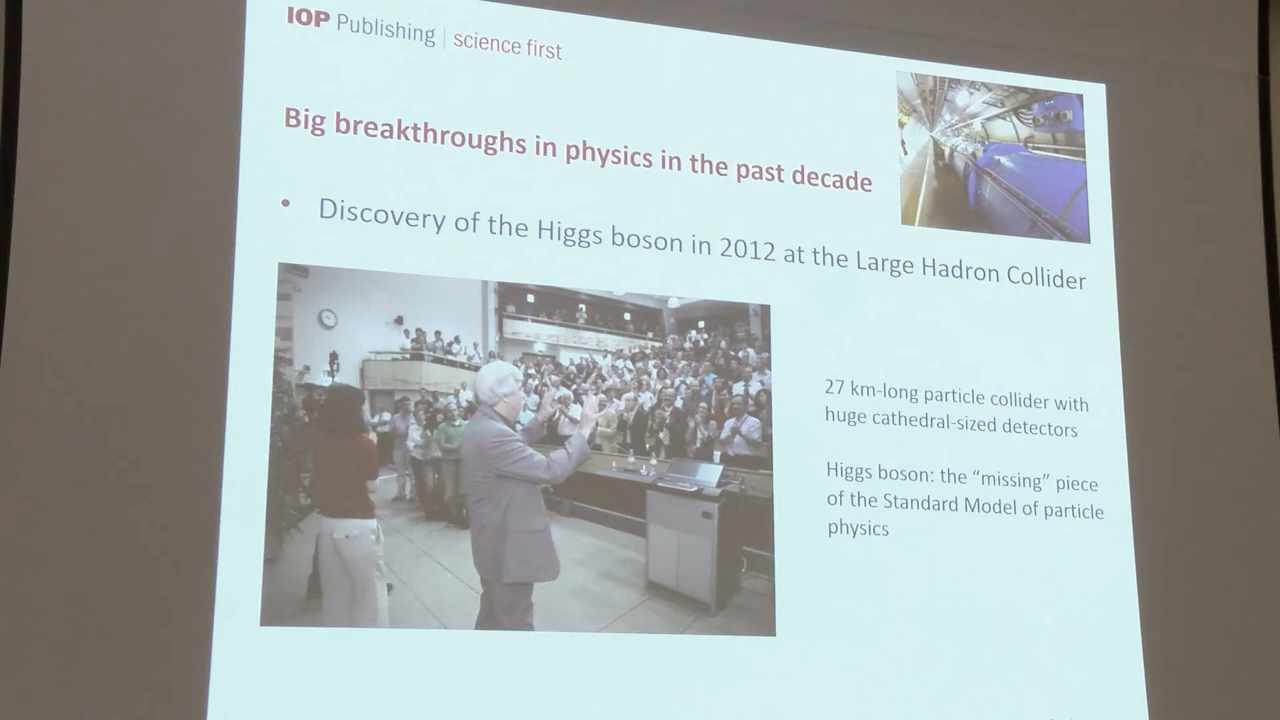 IOP Publishing | science first
Big breakthroughs in physics in the past decade
• Discovery of the Higgs boson in 2012 at the Large Hadron Collider
27 km-long particle collider with
huge cathedral-sized detectors
Higgs boson: the “missing” piece
of the Standard Model of particle
physics